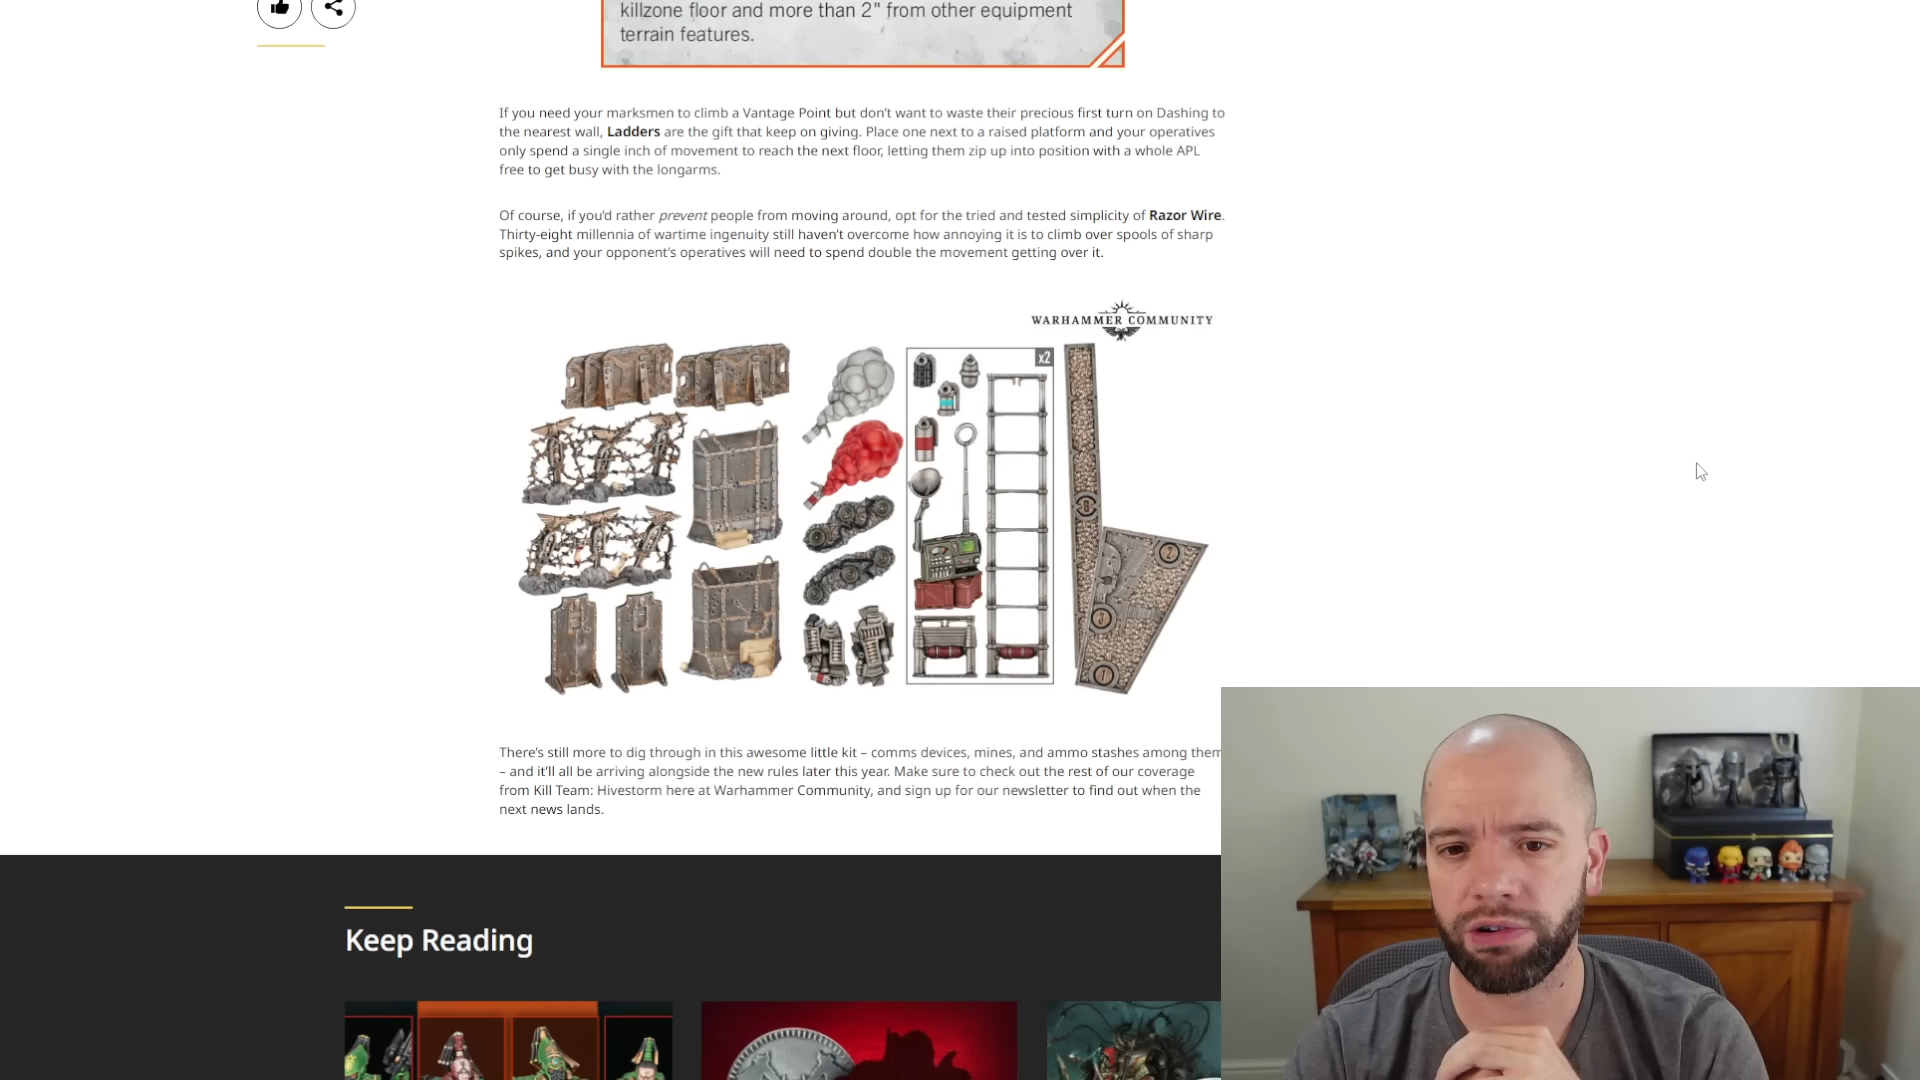 killzone floor and more than 2" from other equipment
terrain features.
If you need your marksmen to climb a Vantage Point but don't want to waste their precious first turn on Dashing to
the nearest wall, Ladders are the gift that keep on giving. Place one next to a raised platform and your operatives
only spend a single inch of movement to reach the next floor, letting them zip up into position with a whole APL
free to get busy with the longarms.
Of course, if you'd rather prevent people from moving around, opt for the tried and tested simplicity of Razor Wire.
Thirty-eight millennia of wartime ingenuity still haven't overcome how annoying it is to climb over spools of sharp
spikes, and your opponent's operatives will need to spend double the movement getting over it.
WARHAMMER COMMUNITY
x2
6
2
3
1
There's still more to dig through in this awesome little kit – comms devices, mines, and ammo stashes among them
– and it'll all be arriving alongside the new rules later this year. Make sure to check out the rest of our coverage
from Kill Team: Hivestorm here at Warhammer Community, and sign up for our newsletter to find out when the
next news lands.
Keep Reading